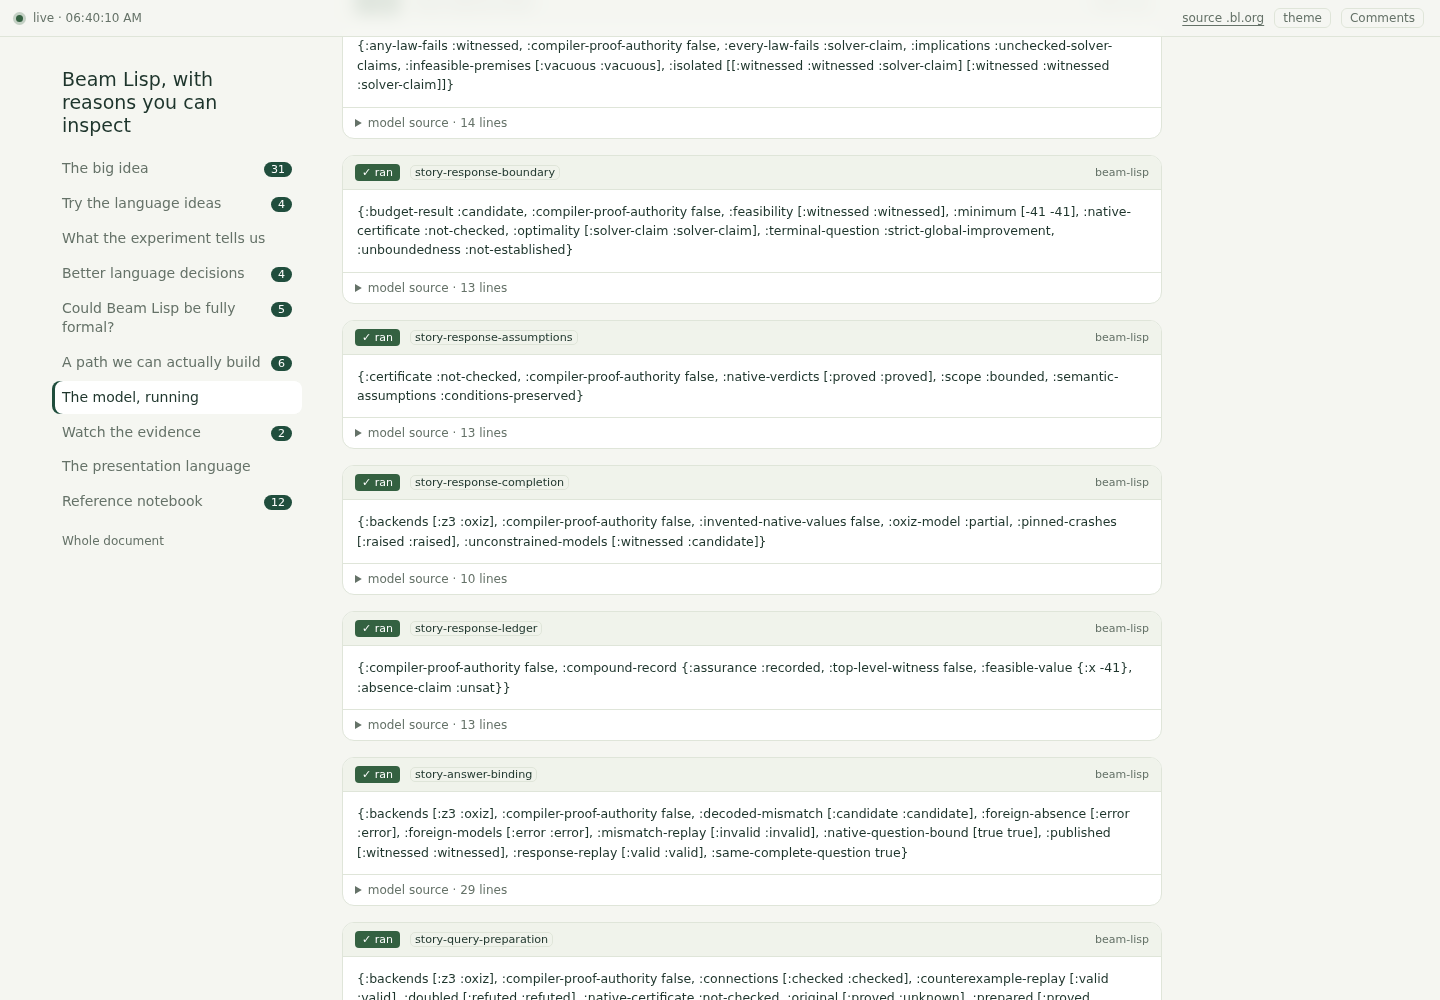 live · 06:40:10 AM
source .bl.org
theme
Comments
Beam Lisp, with
reasons you can
inspect
The big idea 31
Try the language ideas 4
What the experiment tells us
Better language decisions 4
Could Beam Lisp be fully
formal? 5
A path we can actually build 6
The model, running
Watch the evidence 2
The presentation language
Reference notebook 12
Whole document
{:any-law-fails :witnessed, :compiler-proof-authority false, :every-law-fails :solver-claim, :implications :unchecked-solver-
claims, :infeasible-premises [:vacuous :vacuous], :isolated [[:witnessed :witnessed :solver-claim] [:witnessed :witnessed
:solver-claim]]}
▶ model source · 14 lines
✓ ran story-response-boundary beam-lisp
{:budget-result :candidate, :compiler-proof-authority false, :feasibility [:witnessed :witnessed], :minimum [-41 -41], :native-
certificate :not-checked, :optimality [:solver-claim :solver-claim], :terminal-question :strict-global-improvement,
:unboundedness :not-established}
▶ model source · 13 lines
✓ ran story-response-assumptions beam-lisp
{:certificate :not-checked, :compiler-proof-authority false, :native-verdicts [:proved :proved], :scope :bounded, :semantic-
assumptions :conditions-preserved}
▶ model source · 13 lines
✓ ran story-response-completion beam-lisp
{:backends [:z3 :oxiz], :compiler-proof-authority false, :invented-native-values false, :oxiz-model :partial, :pinned-crashes
[:raised :raised], :unconstrained-models [:witnessed :candidate]}
▶ model source · 10 lines
✓ ran story-response-ledger beam-lisp
{:compiler-proof-authority false, :compound-record {:assurance :recorded, :top-level-witness false, :feasible-value {:x -41},
:absence-claim :unsat}}
▶ model source · 13 lines
✓ ran story-answer-binding beam-lisp
{:backends [:z3 :oxiz], :compiler-proof-authority false, :decoded-mismatch [:candidate :candidate], :foreign-absence [:error
:error], :foreign-models [:error :error], :mismatch-replay [:invalid :invalid], :native-question-bound [true true], :published
[:witnessed :witnessed], :response-replay [:valid :valid], :same-complete-question true}
▶ model source · 29 lines
✓ ran story-query-preparation beam-lisp
{:backends [:z3 :oxiz], :compiler-proof-authority false, :connections [:checked :checked], :counterexample-replay [:valid
:valid], :doubled [:refuted :refuted], :native-certificate :not-checked, :original [:proved :unknown], :prepared [:proved